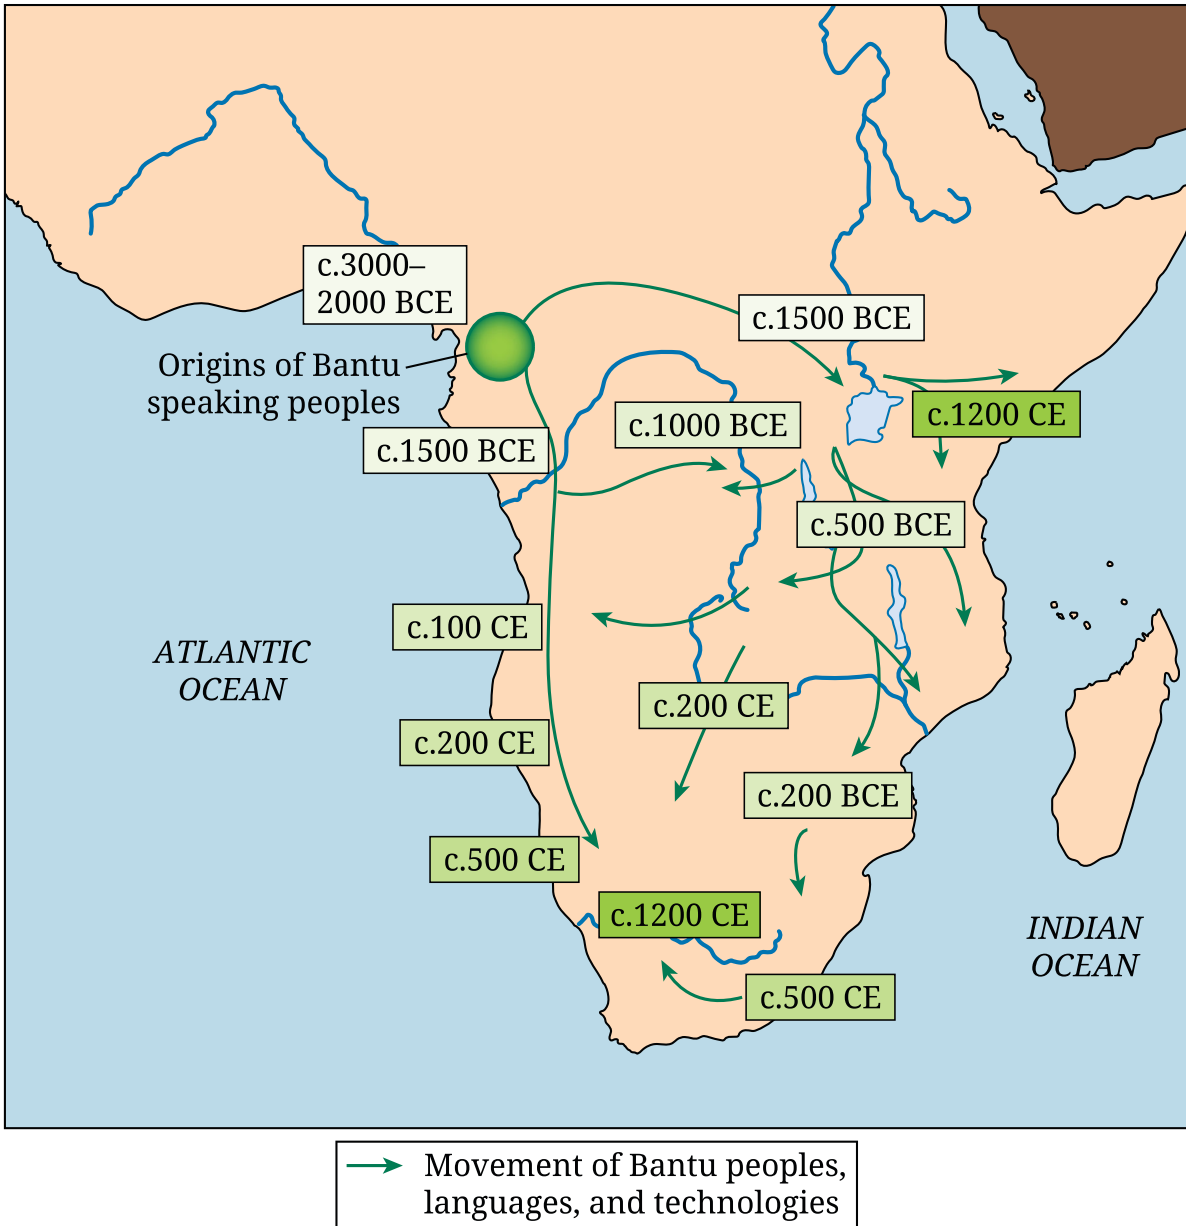 c.3000–
2000 BCE
c.1500 BCE
Origins of Bantu
speaking peoples
c.1200 CE
c.1000 BCE
c.1500 BCE
c.500 BCE
c.100 CE
ATLANTIC
OCEAN
c.200 CE
c.200 CE
c.200 BCE
c.500 CE
c.1200 CE
INDIAN
OCEAN
c.500 CE
Movement of Bantu peoples,
languages, and technologies